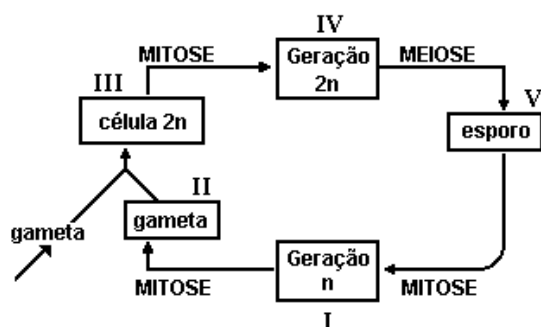 IV
MITOSE
Geração
2n
MEIOSE
III
V
célula 2n
esporo
II
gameta
gameta
Geração
n
MITOSE
MITOSE
I